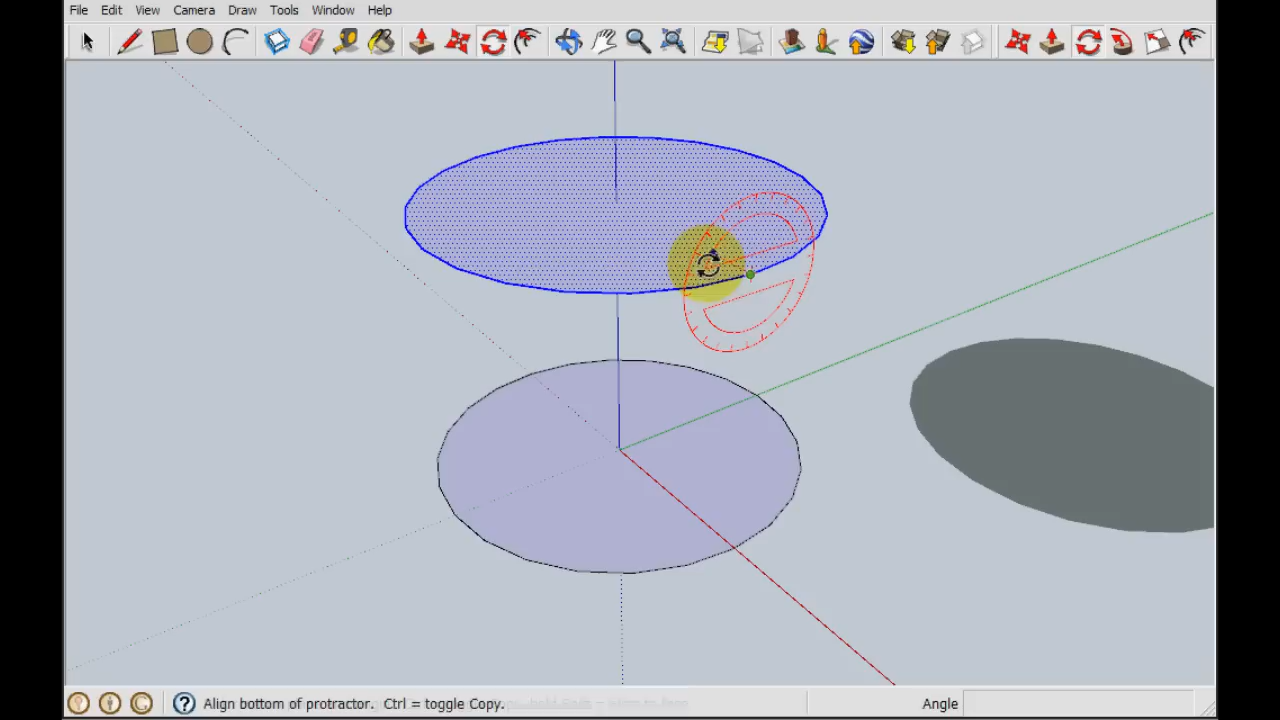 File Edit View Camera Draw Tools Window Help
Align bottom of protractor. Ctrl = toggle Copy.
Angle